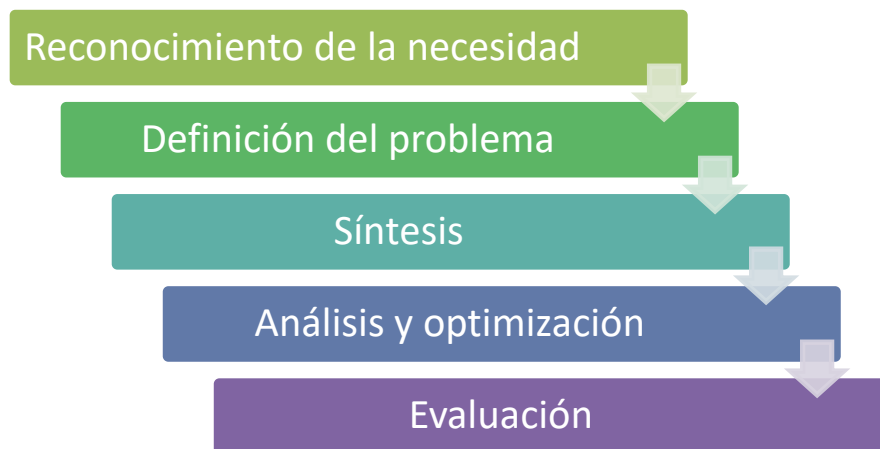 Reconocimiento de la necesidad
Definición del problema
Síntesis
Análisis y optimización
Evaluación